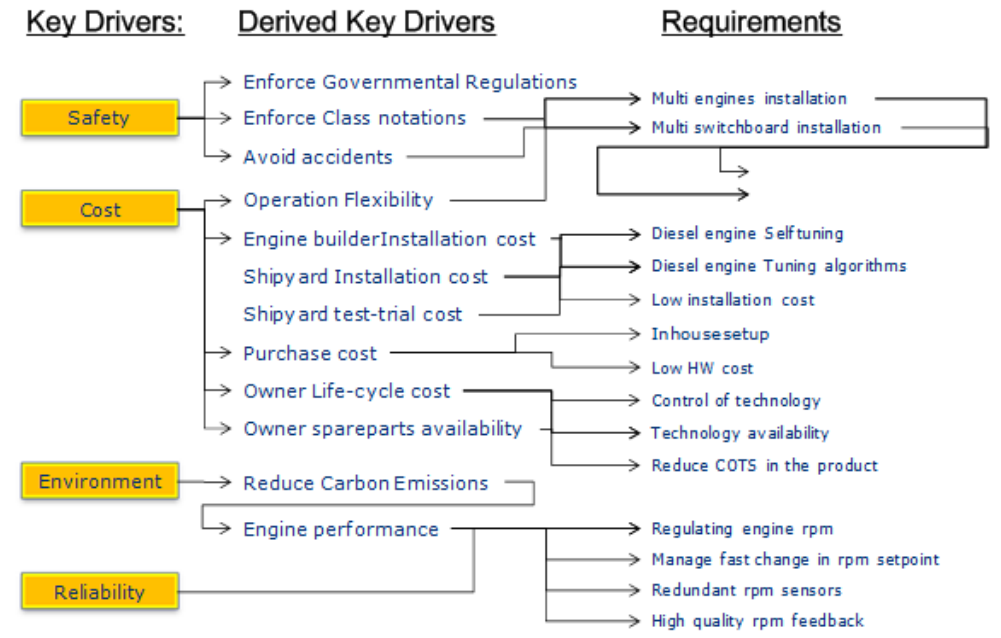 Key Drivers: Derived Key Drivers Requirements
Enforce Governmental Regulations
Safety Enforce Class notations Multi engines installation
Multi switchboard installation
Avoid accidents
Cost Operation Flexibility
Engine builderInstallation cost Diesel engine Selftuning
Shipyard Installation cost Diesel engine Tuning algorithms
Low installation cost
Shipyard test-trial cost
Inhousesetup
Purchase cost
Low HW cost
Owner Life-cycle cost Control of technology
Owner spareparts availability Technology availability
Reduce COTS in the product
Environment Reduce Carbon Emissions
Engine performance Regulating engine rpm
Manage fast change in rpm setpoint
Reliability Redundant rpm sensors
High quality rpm feedback